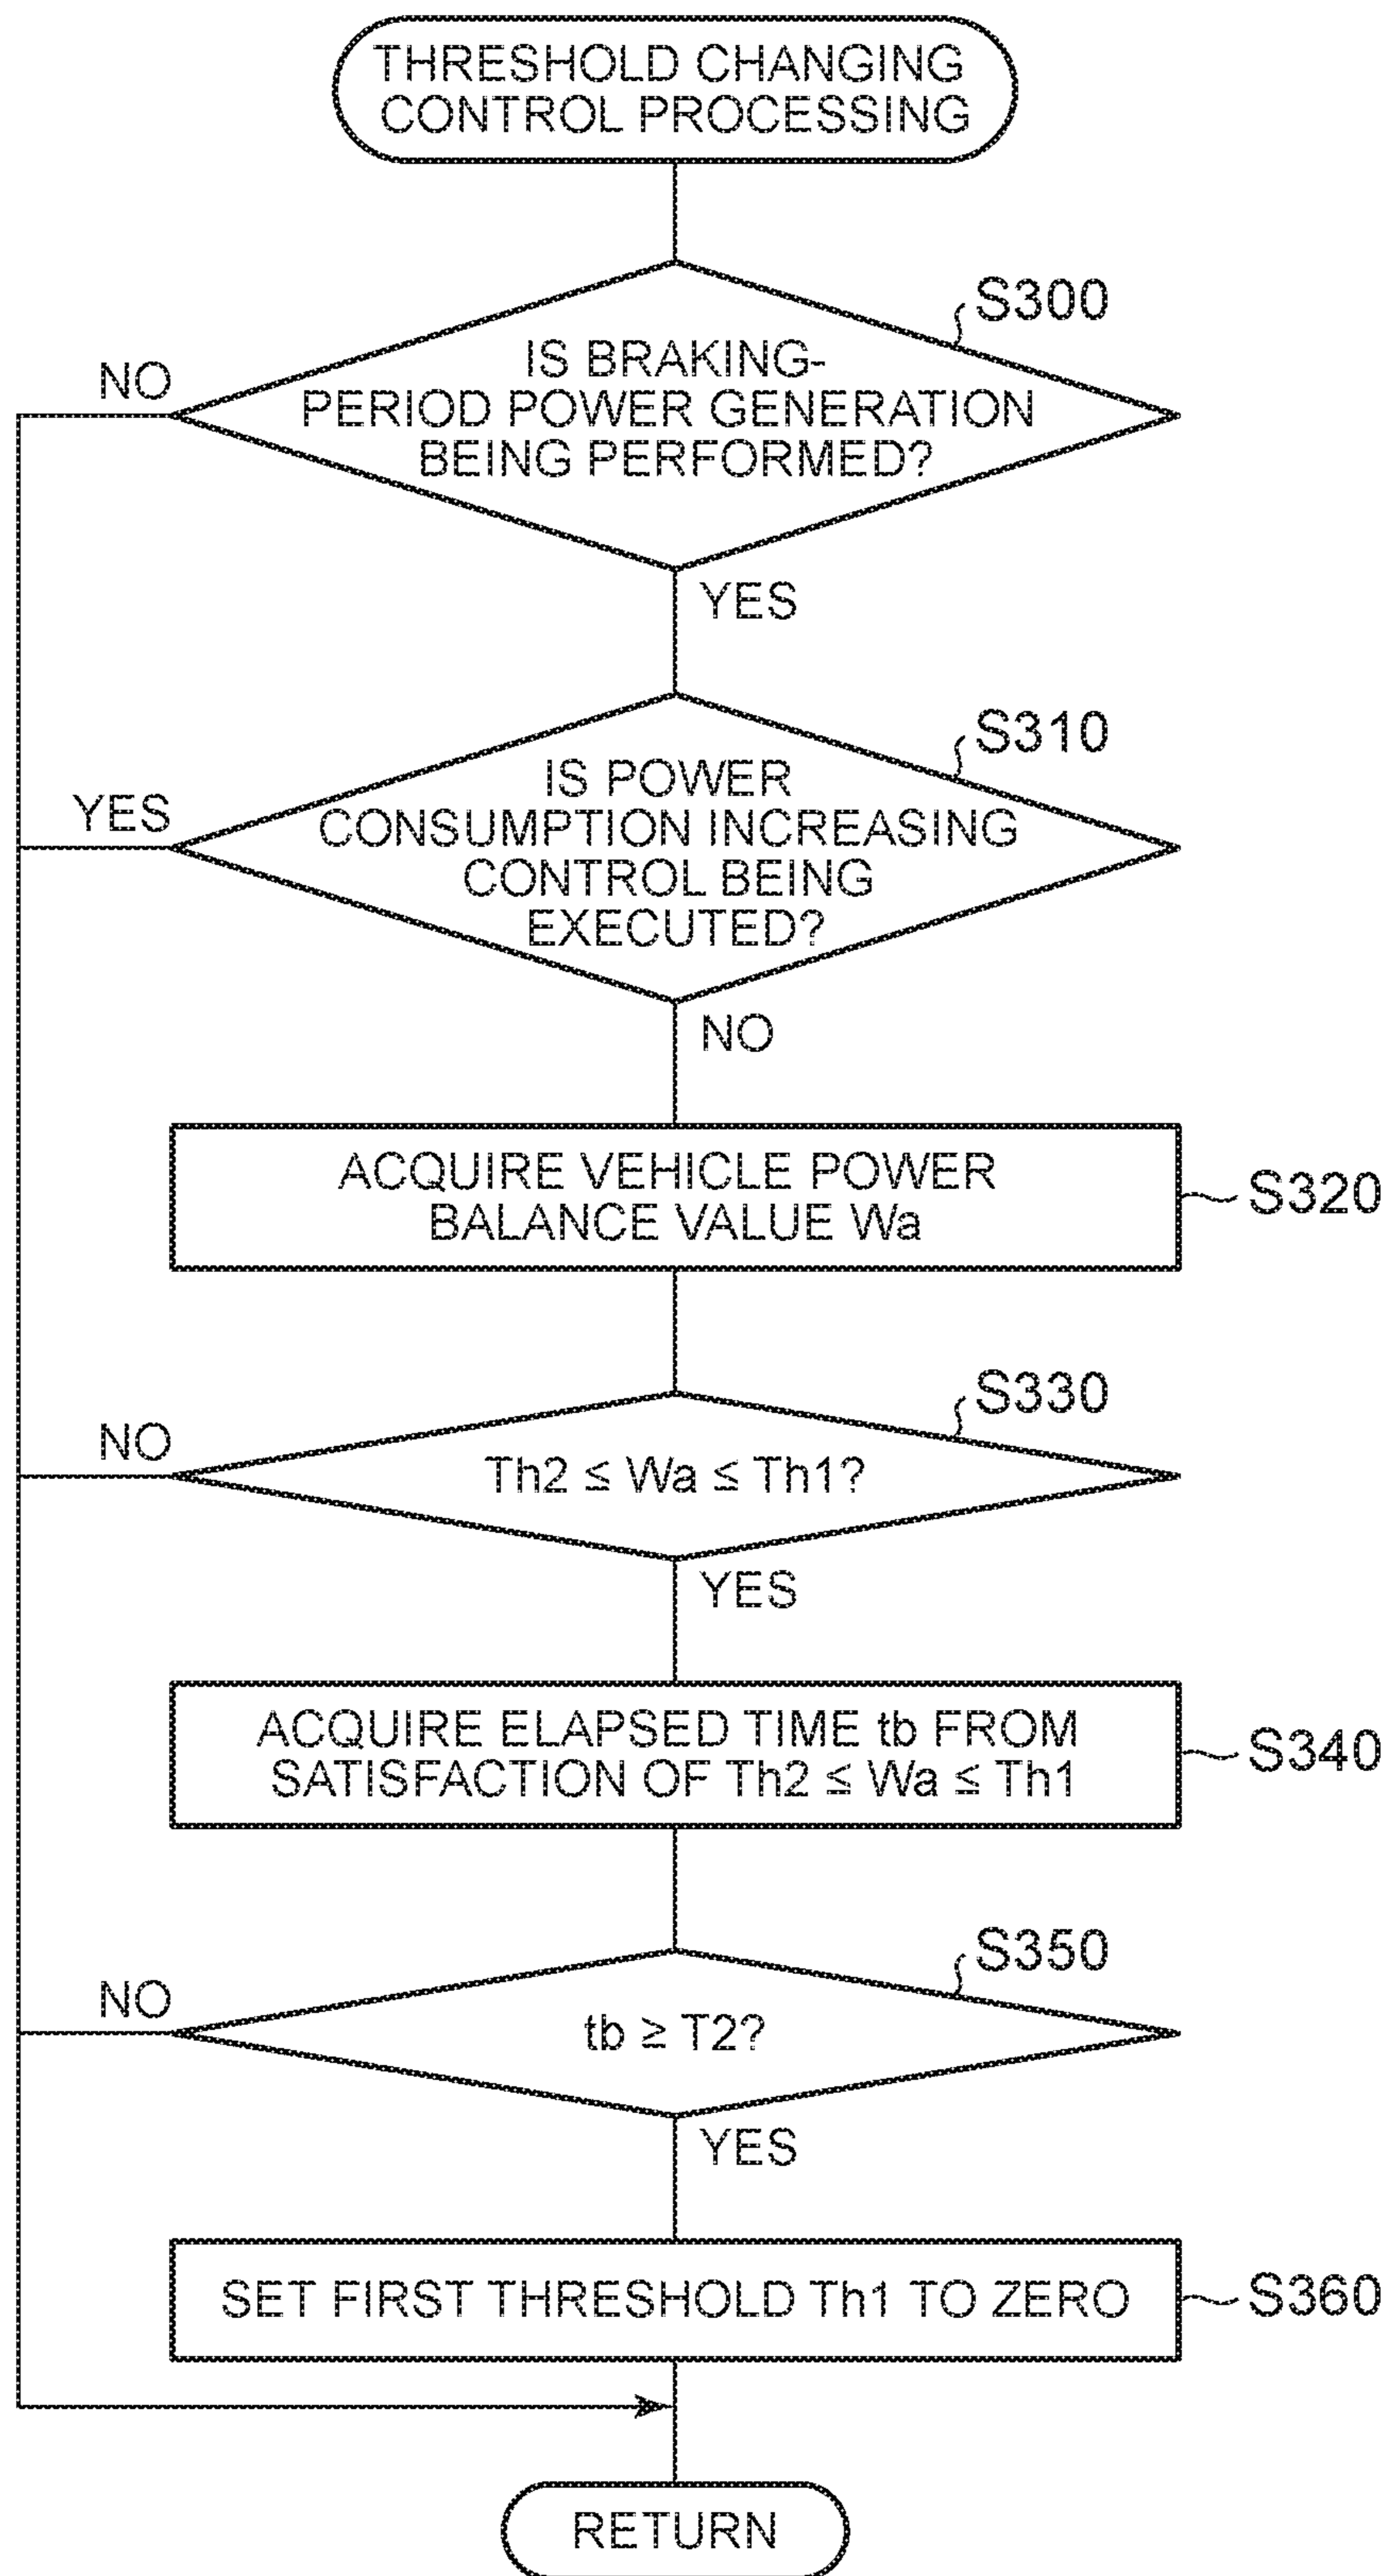 THRESHOLD CHANGING
CONTROL PROCESSING
S300
IS BRAKING-
PERIOD POWER GENERATION
BEING PERFORMED?
NO
YES
S310
IS POWER
CONSUMPTION INCREASING
CONTROL BEING
EXECUTED?
YES
NO
ACQUIRE VEHICLE POWER
BALANCE VALUE Wa
S320
S330
Th2 ≤ Wa ≤ Th1?
NO
YES
ACQUIRE ELAPSED TIME tb FROM
SATISFACTION OF Th2 ≤ Wa ≤ Th1
S340
S350
tb ≥ T2?
NO
YES
SET FIRST THRESHOLD Th1 TO ZERO
S360
RETURN